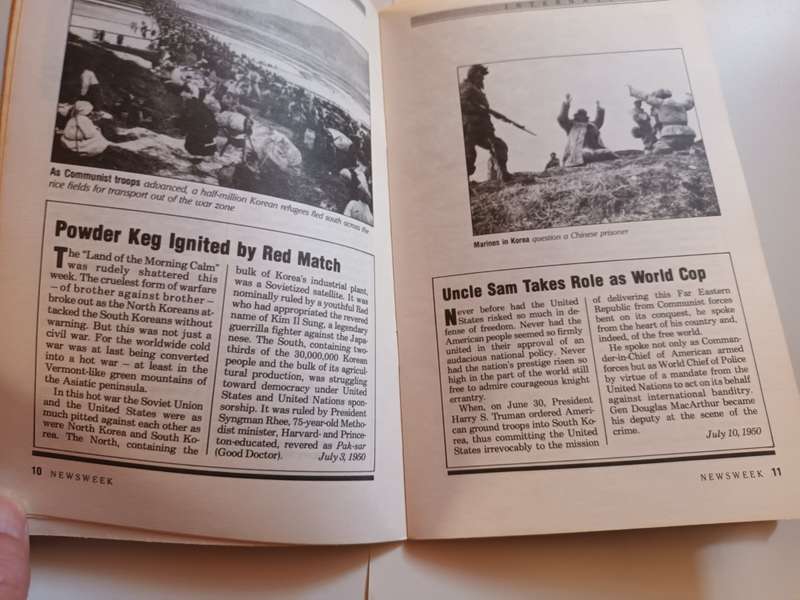 As Communist troops advanced, a half-million Korean refugees fled south across the
rice fields for transport out of the war zone
Powder Keg Ignited by Red Match
The "Land of the Morning Calm"
was rudely shattered this
week. The cruelest form of warfare
– of brother against brother –
broke out as the North Koreans at-
tacked the South Koreans without
warning. But this was not just a
civil war. For the worldwide cold
war was at last being converted
into a hot war – at least in the
Vermont-like green mountains of
the Asiatic peninsula.
In this hot war the Soviet Union
and the United States were as
much pitted against each other as
were North Korea and South Ko-
rea. The North, containing the
bulk of Korea's industrial plant,
was a Sovietized satellite. It was
nominally ruled by a youthful Red
who had appropriated the revered
name of Kim Il Sung, a legendary
guerrilla fighter against the Japa-
nese. The South, containing two-
thirds of the 30,000,000 Korean
people and the bulk of its agricul-
tural production, was struggling
toward democracy under United
States and United Nations spon-
sorship. It was ruled by President
Syngman Rhee, 75-year-old Metho-
dist minister, Harvard- and Prince-
ton-educated, revered as Pak-sar
(Good Doctor).
July 3, 1950
10 NEWSWEEK
Marines in Korea question a Chinese prisoner
Uncle Sam Takes Role as World Cop
Never before had the United
States risked so much in de-
fense of freedom. Never had the
American people seemed so firmly
united in their approval of an
audacious national policy. Never
had the nation's prestige risen so
high in the part of the world still
free to admire courageous knight
errantry.
When, on June 30, President
Harry S. Truman ordered Ameri-
can ground troops into South Ko-
rea, thus committing the United
States irrevocably to the mission
of delivering this Far Eastern
Republic from Communist forces
bent on its conquest, he spoke
from the heart of his country and,
indeed, of the free world.
He spoke not only as Comman-
der-in-Chief of American armed
forces but as World Chief of Police
by virtue of a mandate from the
United Nations to act on its behalf
against international banditry.
Gen Douglas MacArthur became
his deputy at the scene of the
crime.
July 10, 1950
NEWSWEEK 11